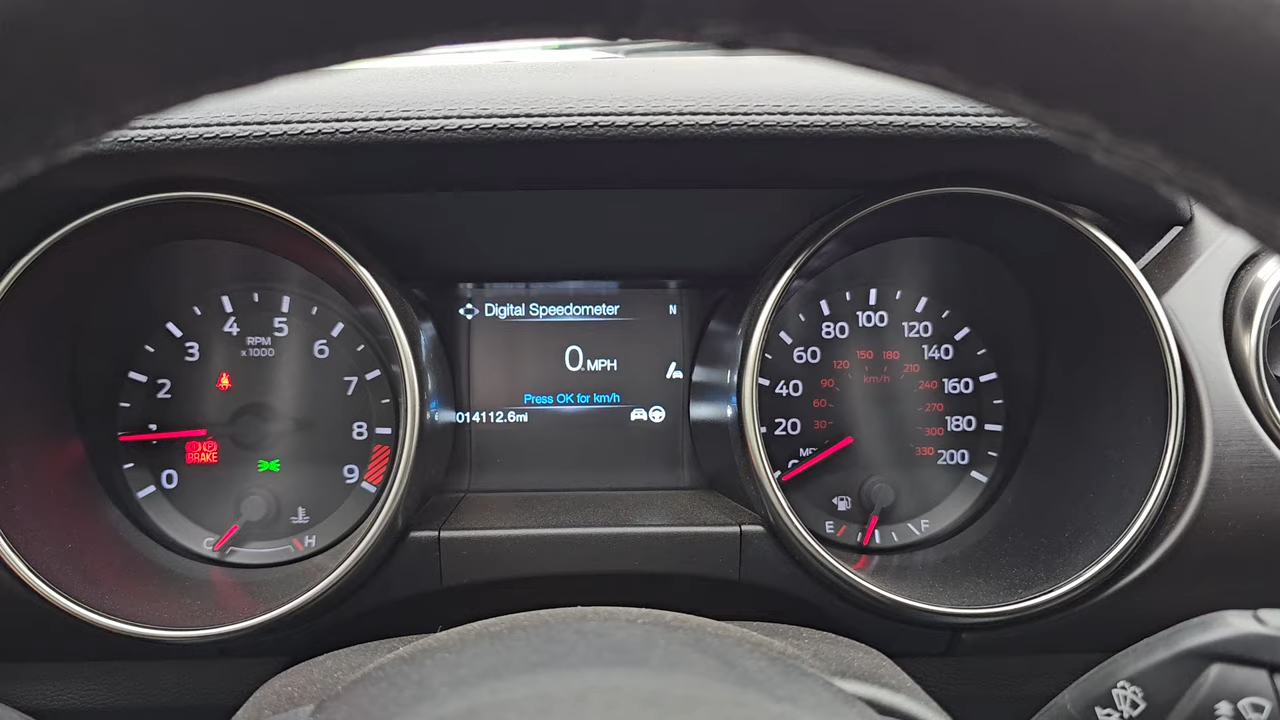 0
1
2
3
4
5
6
7
8
9
RPM
x1000
BRAKE
P
C
H
Digital Speedometer
N
0 MPH
Press OK for km/h
014112.6mi
20
40
60
80
100
120
140
160
180
200
30
60
90
120
150
180
210
240
270
300
330
km/h
E
F